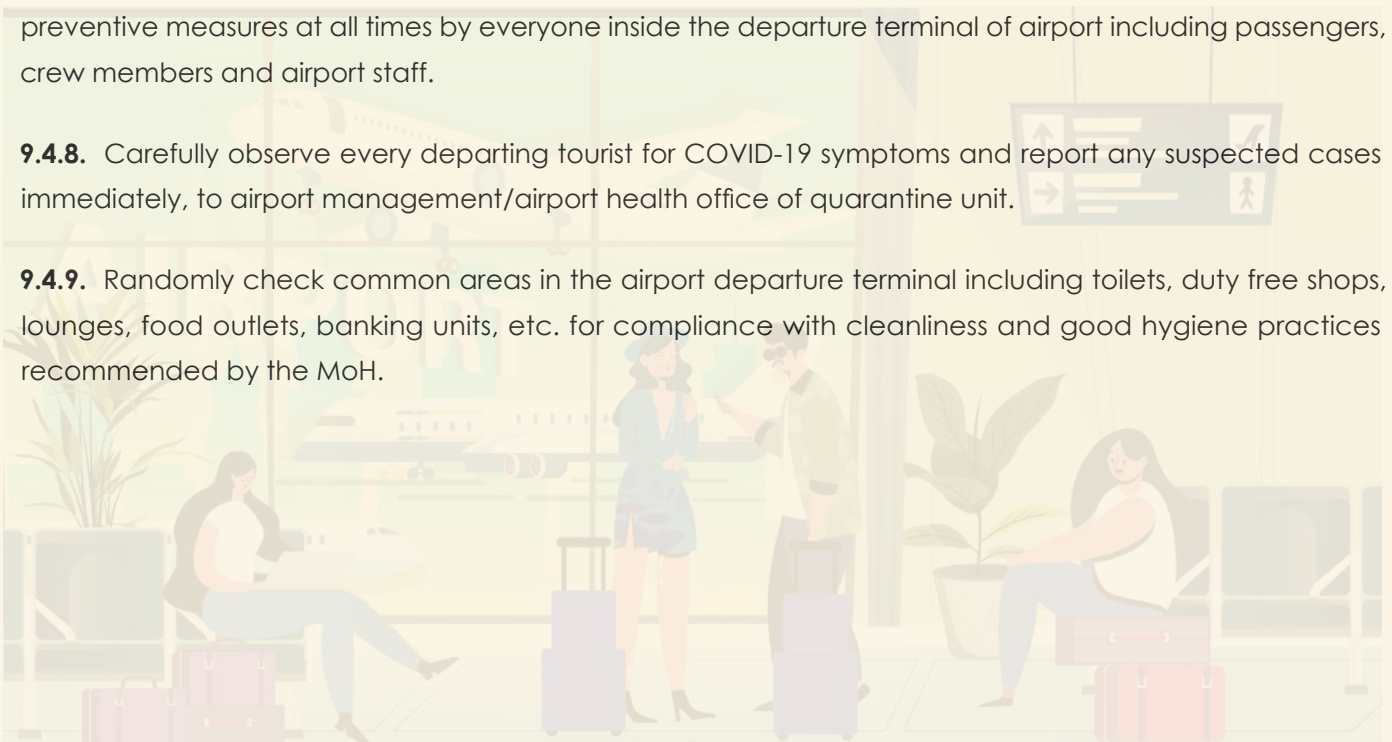 preventive measures at all times by everyone inside the departure terminal of airport including passengers,
crew members and airport staff.
9.4.8. Carefully observe every departing tourist for COVID-19 symptoms and report any suspected cases
immediately, to airport management/airport health office of quarantine unit.
9.4.9. Randomly check common areas in the airport departure terminal including toilets, duty free shops,
lounges, food outlets, banking units, etc. for compliance with cleanliness and good hygiene practices
recommended by the MoH.
AIRPORT